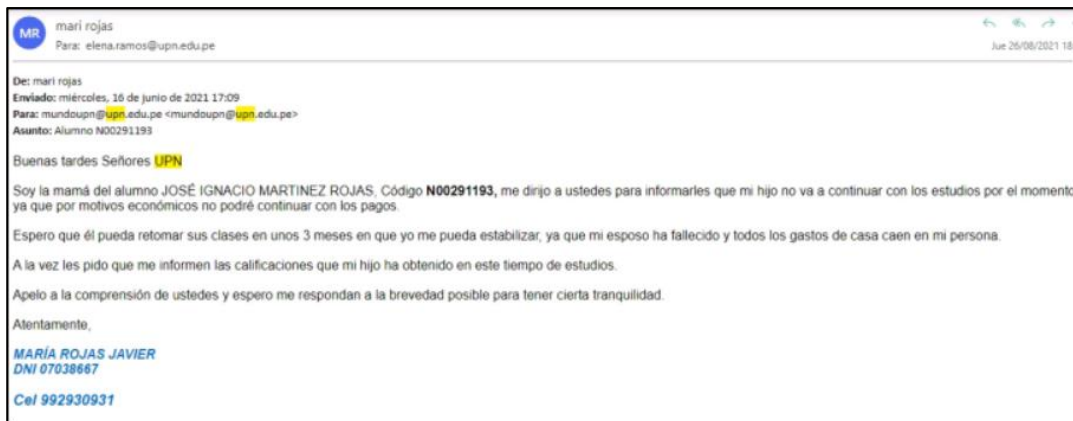 MR
mari rojas
Para: elena.ramos@upn.edu.pe
Jue 26/08/2021 18
De: mari rojas
Enviado: miércoles, 16 de junio de 2021 17:09
Para: mundoupn@upn.edu.pe <mundoupn@upn.edu.pe>
Asunto: Alumno N00291193
Buenas tardes Señores UPN
Soy la mamá del alumno JOSÉ IGNACIO MARTINEZ ROJAS, Código N00291193, me dirijo a ustedes para informarles que mi hijo no va a continuar con los estudios por el momento
ya que por motivos económicos no podré continuar con los pagos.
Espero que él pueda retomar sus clases en unos 3 meses en que yo me pueda estabilizar, ya que mi esposo ha fallecido y todos los gastos de casa caen en mi persona.
A la vez les pido que me informen las calificaciones que mi hijo ha obtenido en este tiempo de estudios.
Apelo a la comprensión de ustedes y espero me respondan a la brevedad posible para tener cierta tranquilidad.
Atentamente,
MARÍA ROJAS JAVIER
DNI 07038667
Cel 992930931